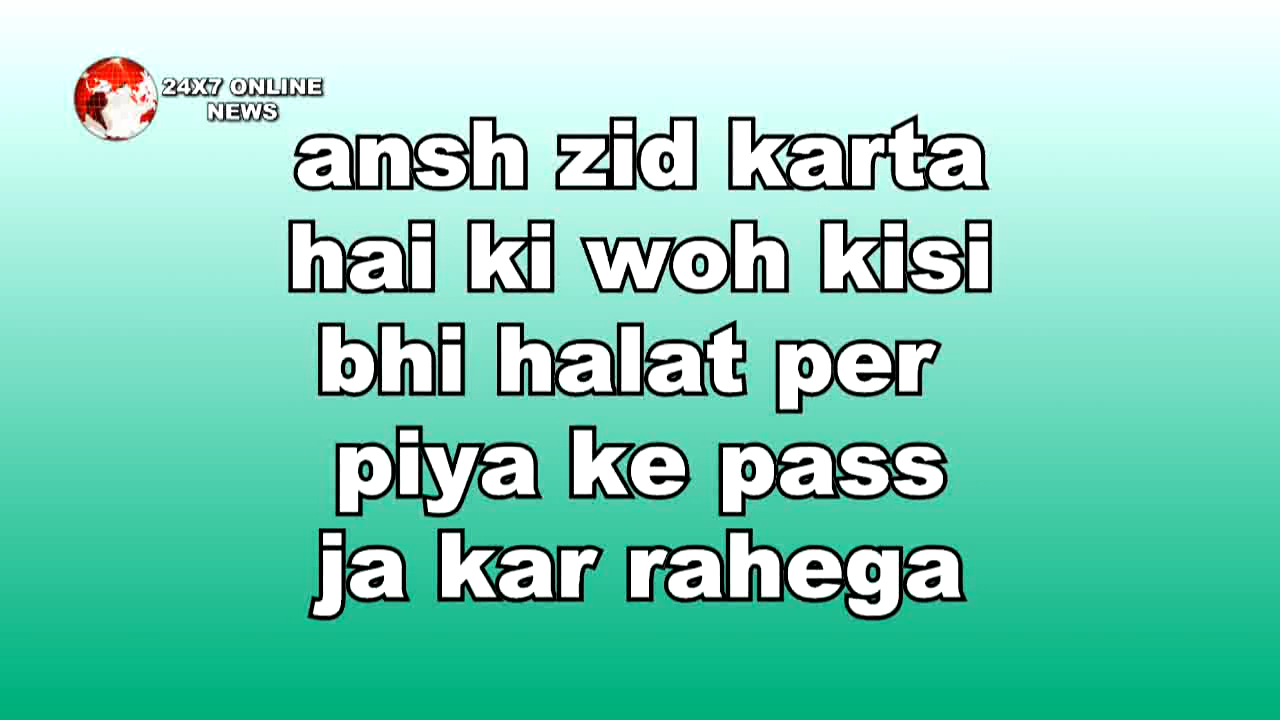 24X7 ONLINE
NEWS
ansh zid karta
hai ki woh kisi
bhi halat per
piya ke pass
ja kar rahega